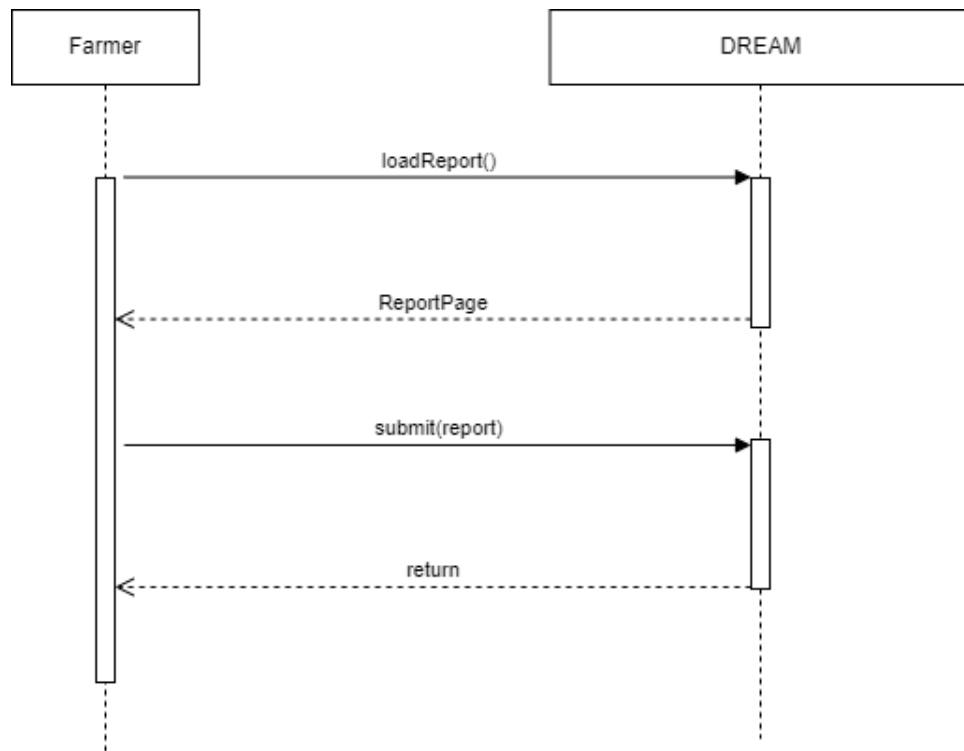 Farmer
DREAM
loadReport()
ReportPage
submit(report)
return